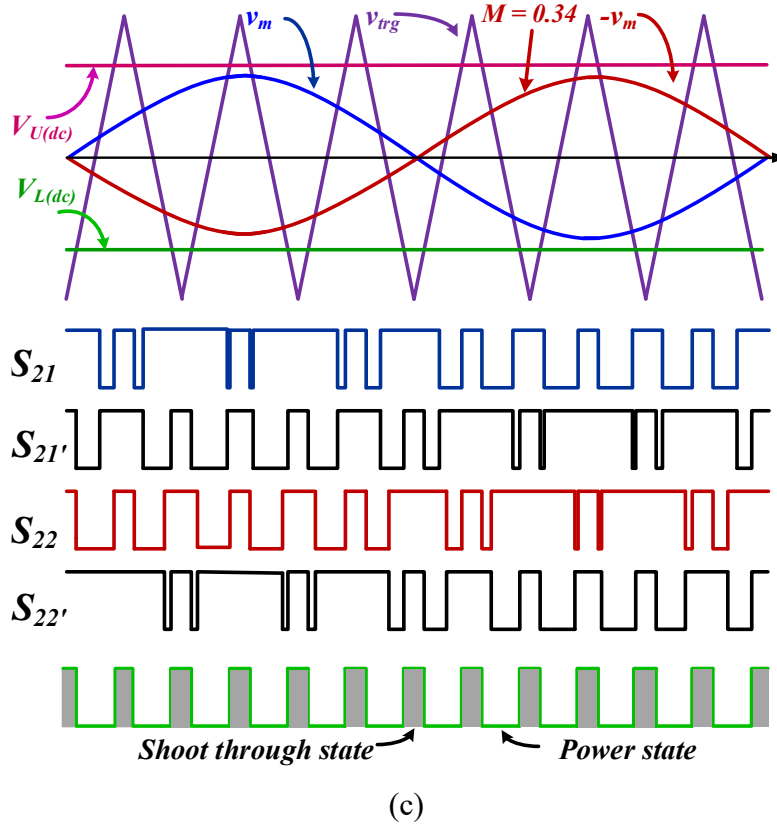 v_m
v_trg
M = 0.34
-v_m
V_U(dc)
V_L(dc)
S_21
S_21'
S_22
S_22'
Shoot through state
Power state
(c)